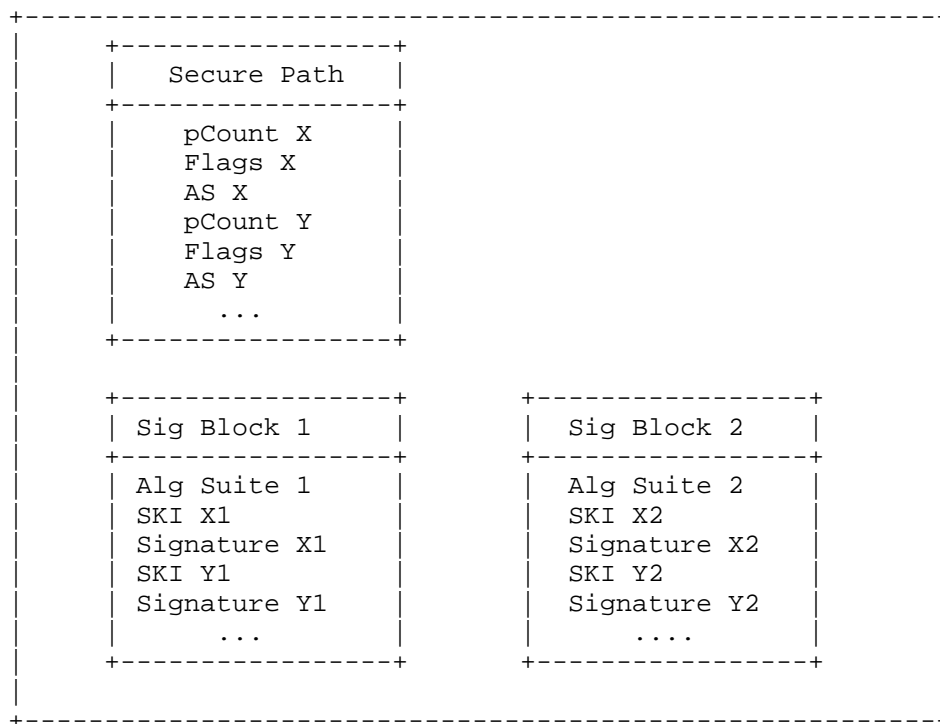 Secure Path
pCount X
Flags X
AS X
pCount Y
Flags Y
AS Y
...
Sig Block 1 Sig Block 2
Alg Suite 1 Alg Suite 2
SKI X1 SKI X2
Signature X1 Signature X2
SKI Y1 SKI Y2
Signature Y1 Signature Y2
... ....